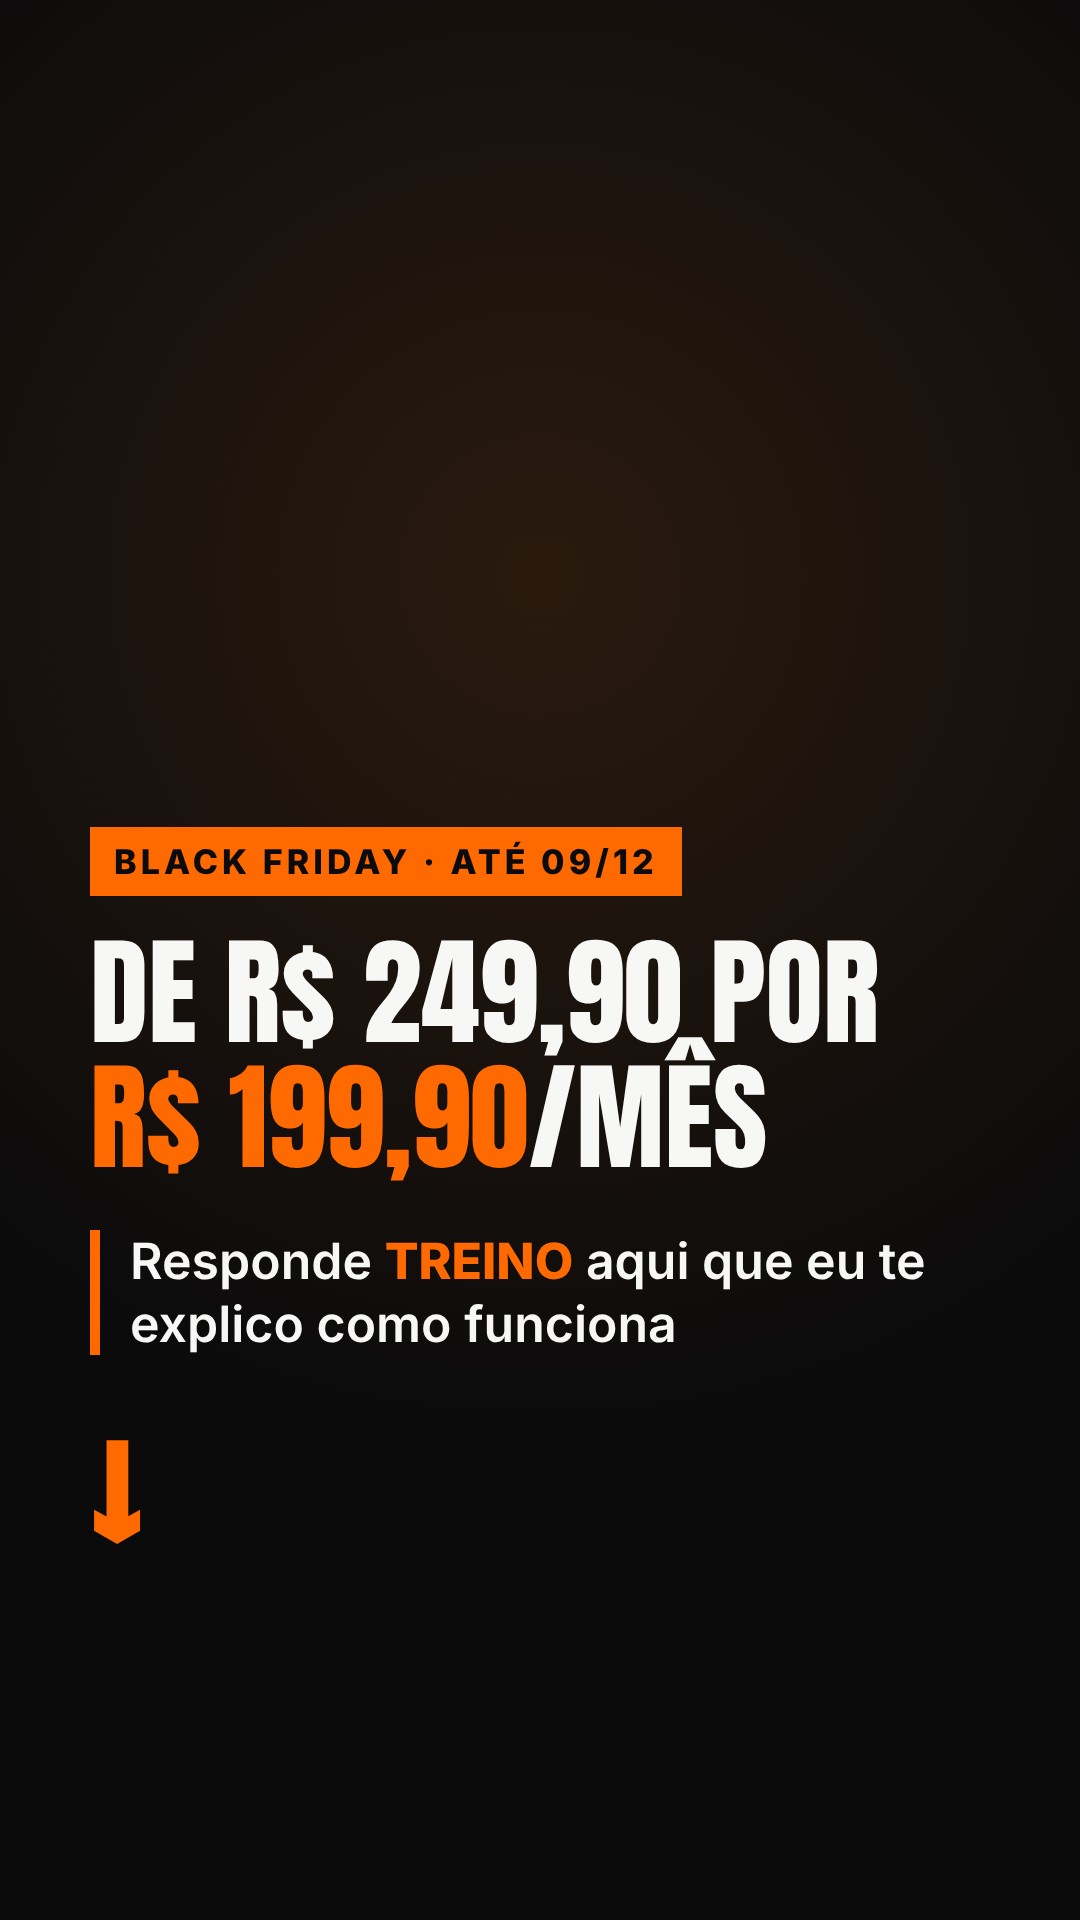 BLACK FRIDAY · ATÉ 09/12
DE R$ 249,90 POR
R$ 199,90/MÊS
Responde TREINO aqui que eu te
explico como funciona